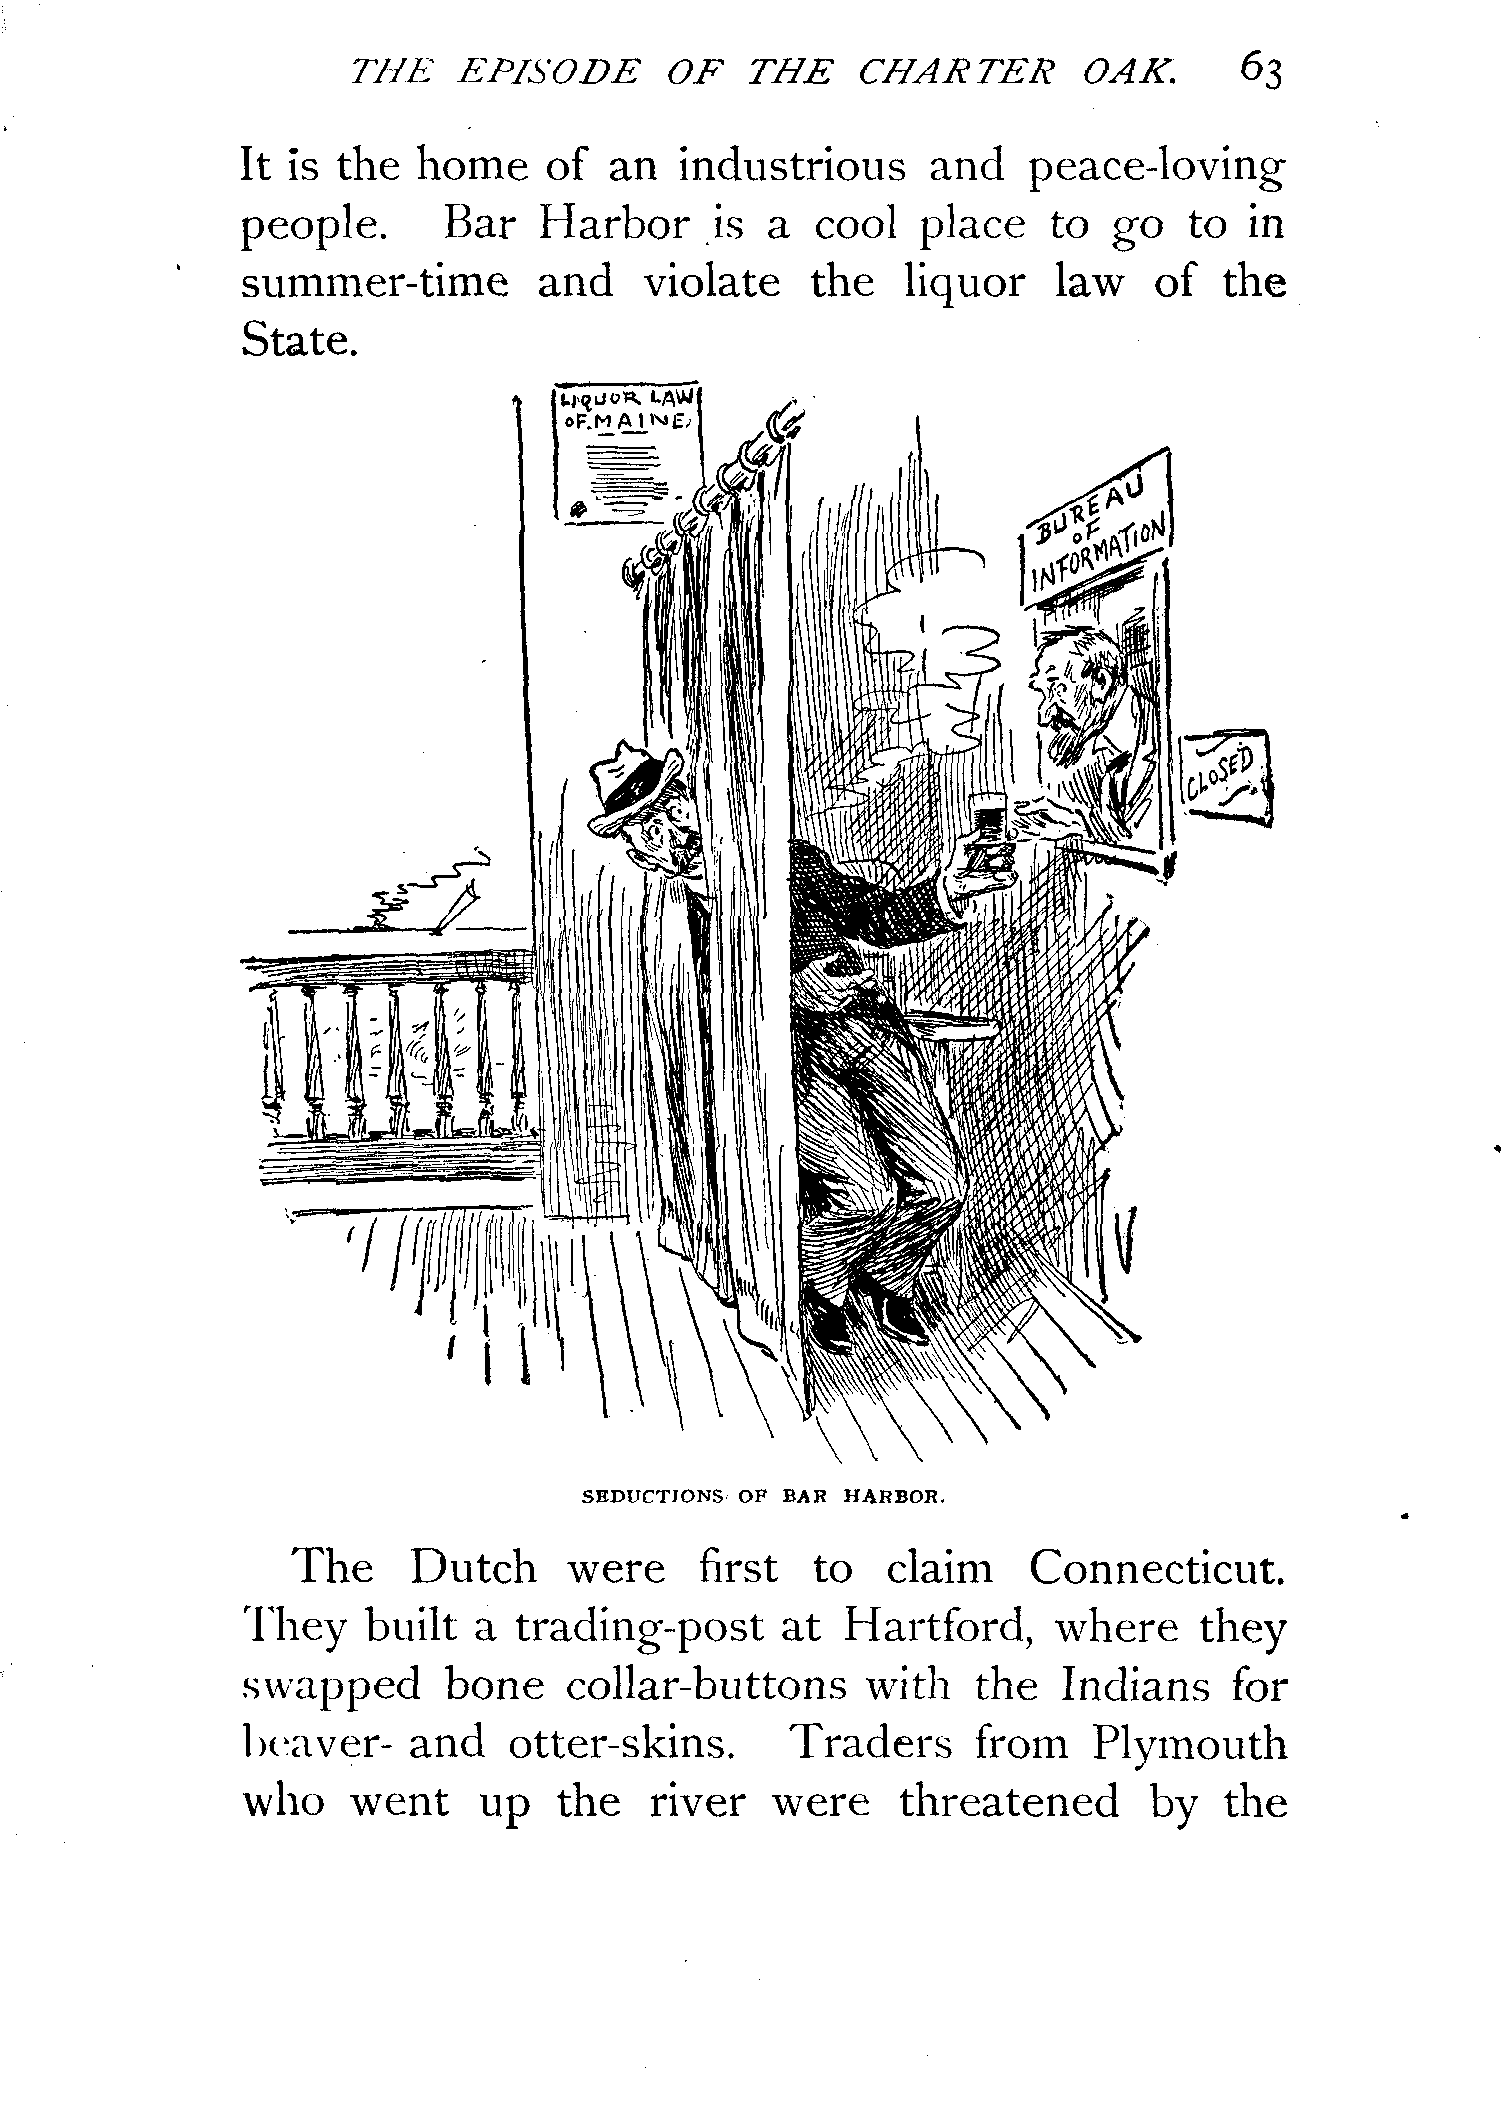 THE EPISODE OF THE CHARTER OAK. 63
It is the home of an industrious and peace-loving
people. Bar Harbor is a cool place to go to in
summer-time and violate the liquor law of the
State.
LIQUOR LAW
OF MAINE,
BUREAU
OF
INFORMATION
CLOSED
SEDUCTIONS OF BAR HARBOR.
The Dutch were first to claim Connecticut.
They built a trading-post at Hartford, where they
swapped bone collar-buttons with the Indians for
beaver- and otter-skins. Traders from Plymouth
who went up the river were threatened by the